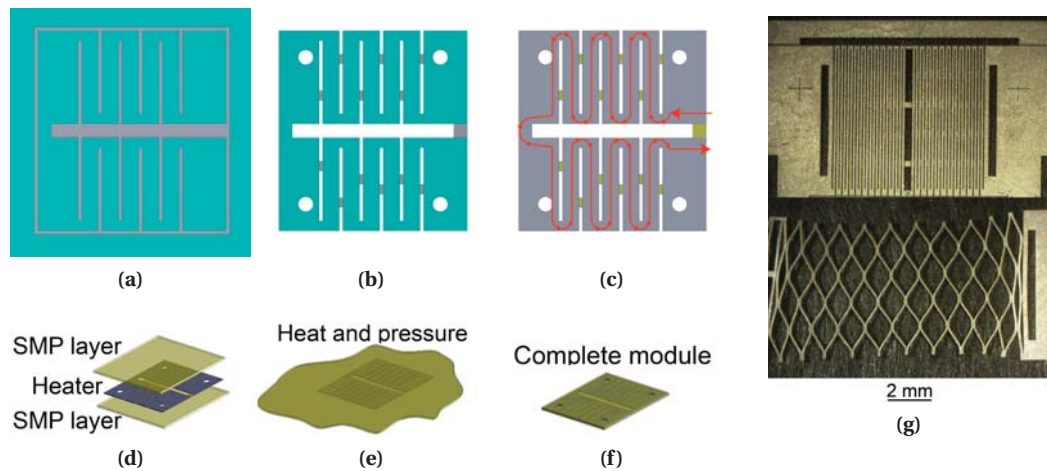 (a)
(b)
(c)
SMP layer
Heater
SMP layer
(d)
Heat and pressure
(e)
Complete module
(f)
2 mm
(g)